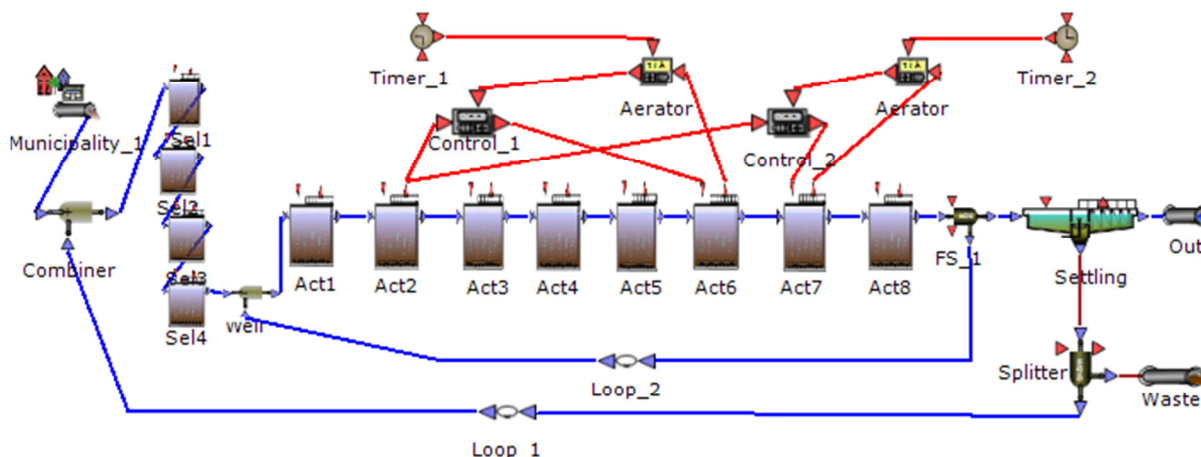 Timer_1
Timer_2
Aerator
Aerator
Municipality_1
Sel1
Control_1
Control_2
Sel2
Combiner
Sel3
Sel4
Well
Act1
Act2
Act3
Act4
Act5
Act6
Act7
Act8
FS_1
Settling
Out
Loop_2
Splitter
Waste
Loop_1